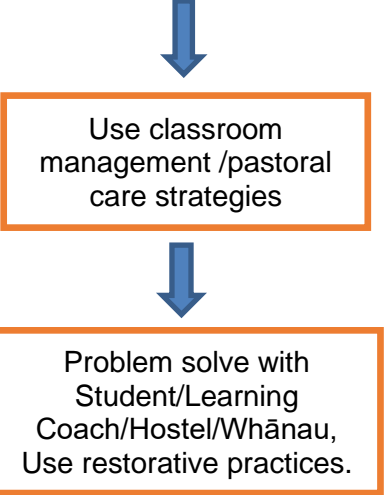 Use classroom
management /pastoral
care strategies
Problem solve with
Student/Learning
Coach/Hostel/Whānau,
Use restorative practices.